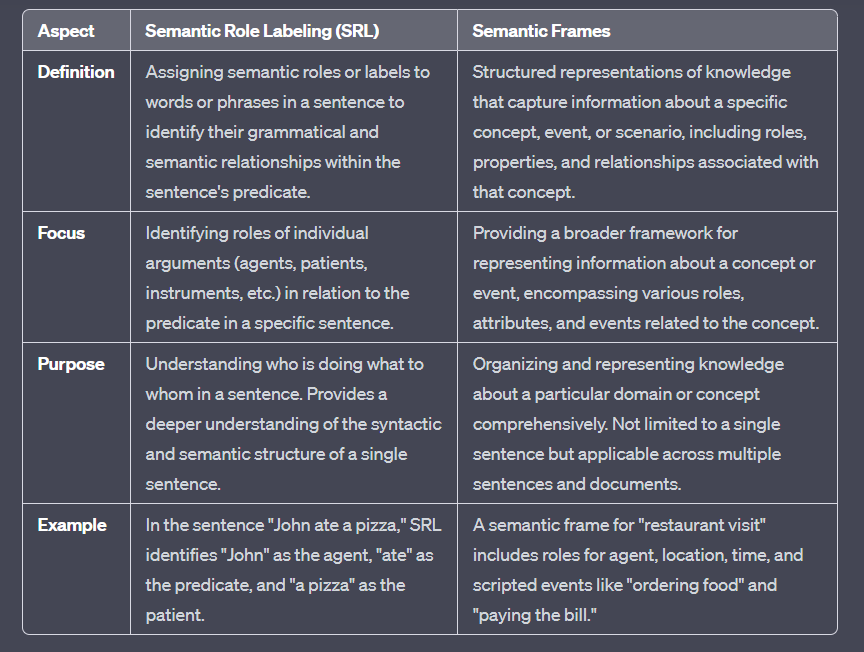 Aspect Semantic Role Labeling (SRL) Semantic Frames
Definition
Assigning semantic roles or labels to
words or phrases in a sentence to
identify their grammatical and
semantic relationships within the
sentence's predicate.
Structured representations of knowledge
that capture information about a specific
concept, event, or scenario, including roles,
properties, and relationships associated with
that concept.
Focus
Identifying roles of individual
arguments (agents, patients,
instruments, etc.) in relation to the
predicate in a specific sentence.
Providing a broader framework for
representing information about a concept or
event, encompassing various roles,
attributes, and events related to the concept.
Purpose
Understanding who is doing what to
whom in a sentence. Provides a
deeper understanding of the syntactic
and semantic structure of a single
sentence.
Organizing and representing knowledge
about a particular domain or concept
comprehensively. Not limited to a single
sentence but applicable across multiple
sentences and documents.
Example
In the sentence "John ate a pizza," SRL
identifies "John" as the agent, "ate" as
the predicate, and "a pizza" as the
patient.
A semantic frame for "restaurant visit"
includes roles for agent, location, time, and
scripted events like "ordering food" and
"paying the bill."